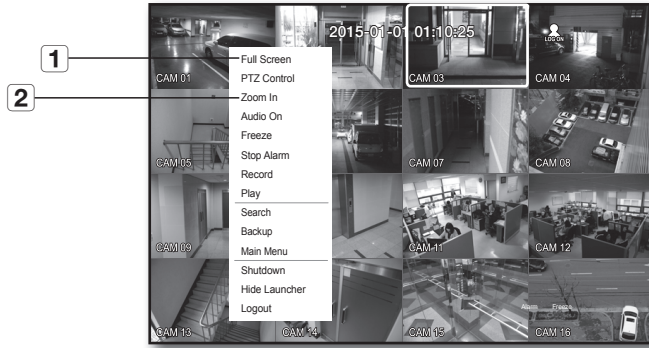 2015-01-01 01:10:25
LOG ON
1
2
Full Screen
PTZ Control
Zoom In
Audio On
Freeze
Stop Alarm
Record
Play
Search
Backup
Main Menu
Shutdown
Hide Launcher
Logout
CAM 01
CAM 03
CAM 04
CAM 05
CAM 07
CAM 08
CAM 09
CAM 11
CAM 12
CAM 13
CAM 14
CAM 15
Alarm Freeze
CAM 16